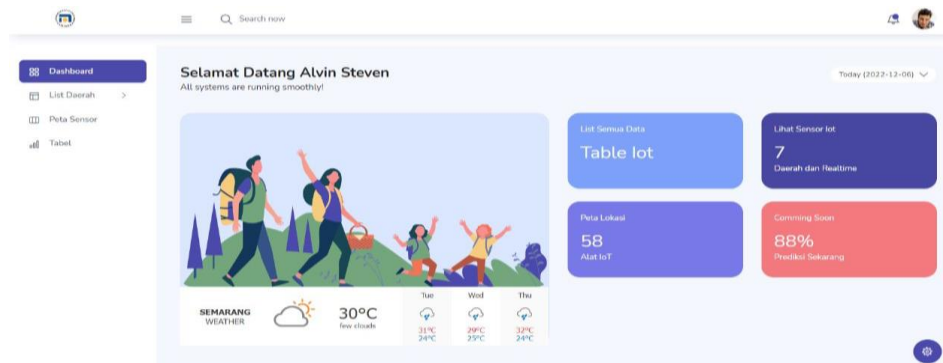 Search now
Dashboard
List Daerah
Peta Sensor
Tabel
Selamat Datang Alvin Steven
All systems are running smoothly!
Today (2022-12-06)
List Semua Data
Table Iot
Lihat Sensor Iot
7
Daerah dan Realtime
Peta Lokasi
58
Alat IoT
Comming Soon
88%
Prediksi Sekarang
SEMARANG
WEATHER
30°C
few clouds
Tue
31°C
24°C
Wed
29°C
25°C
Thu
32°C
24°C